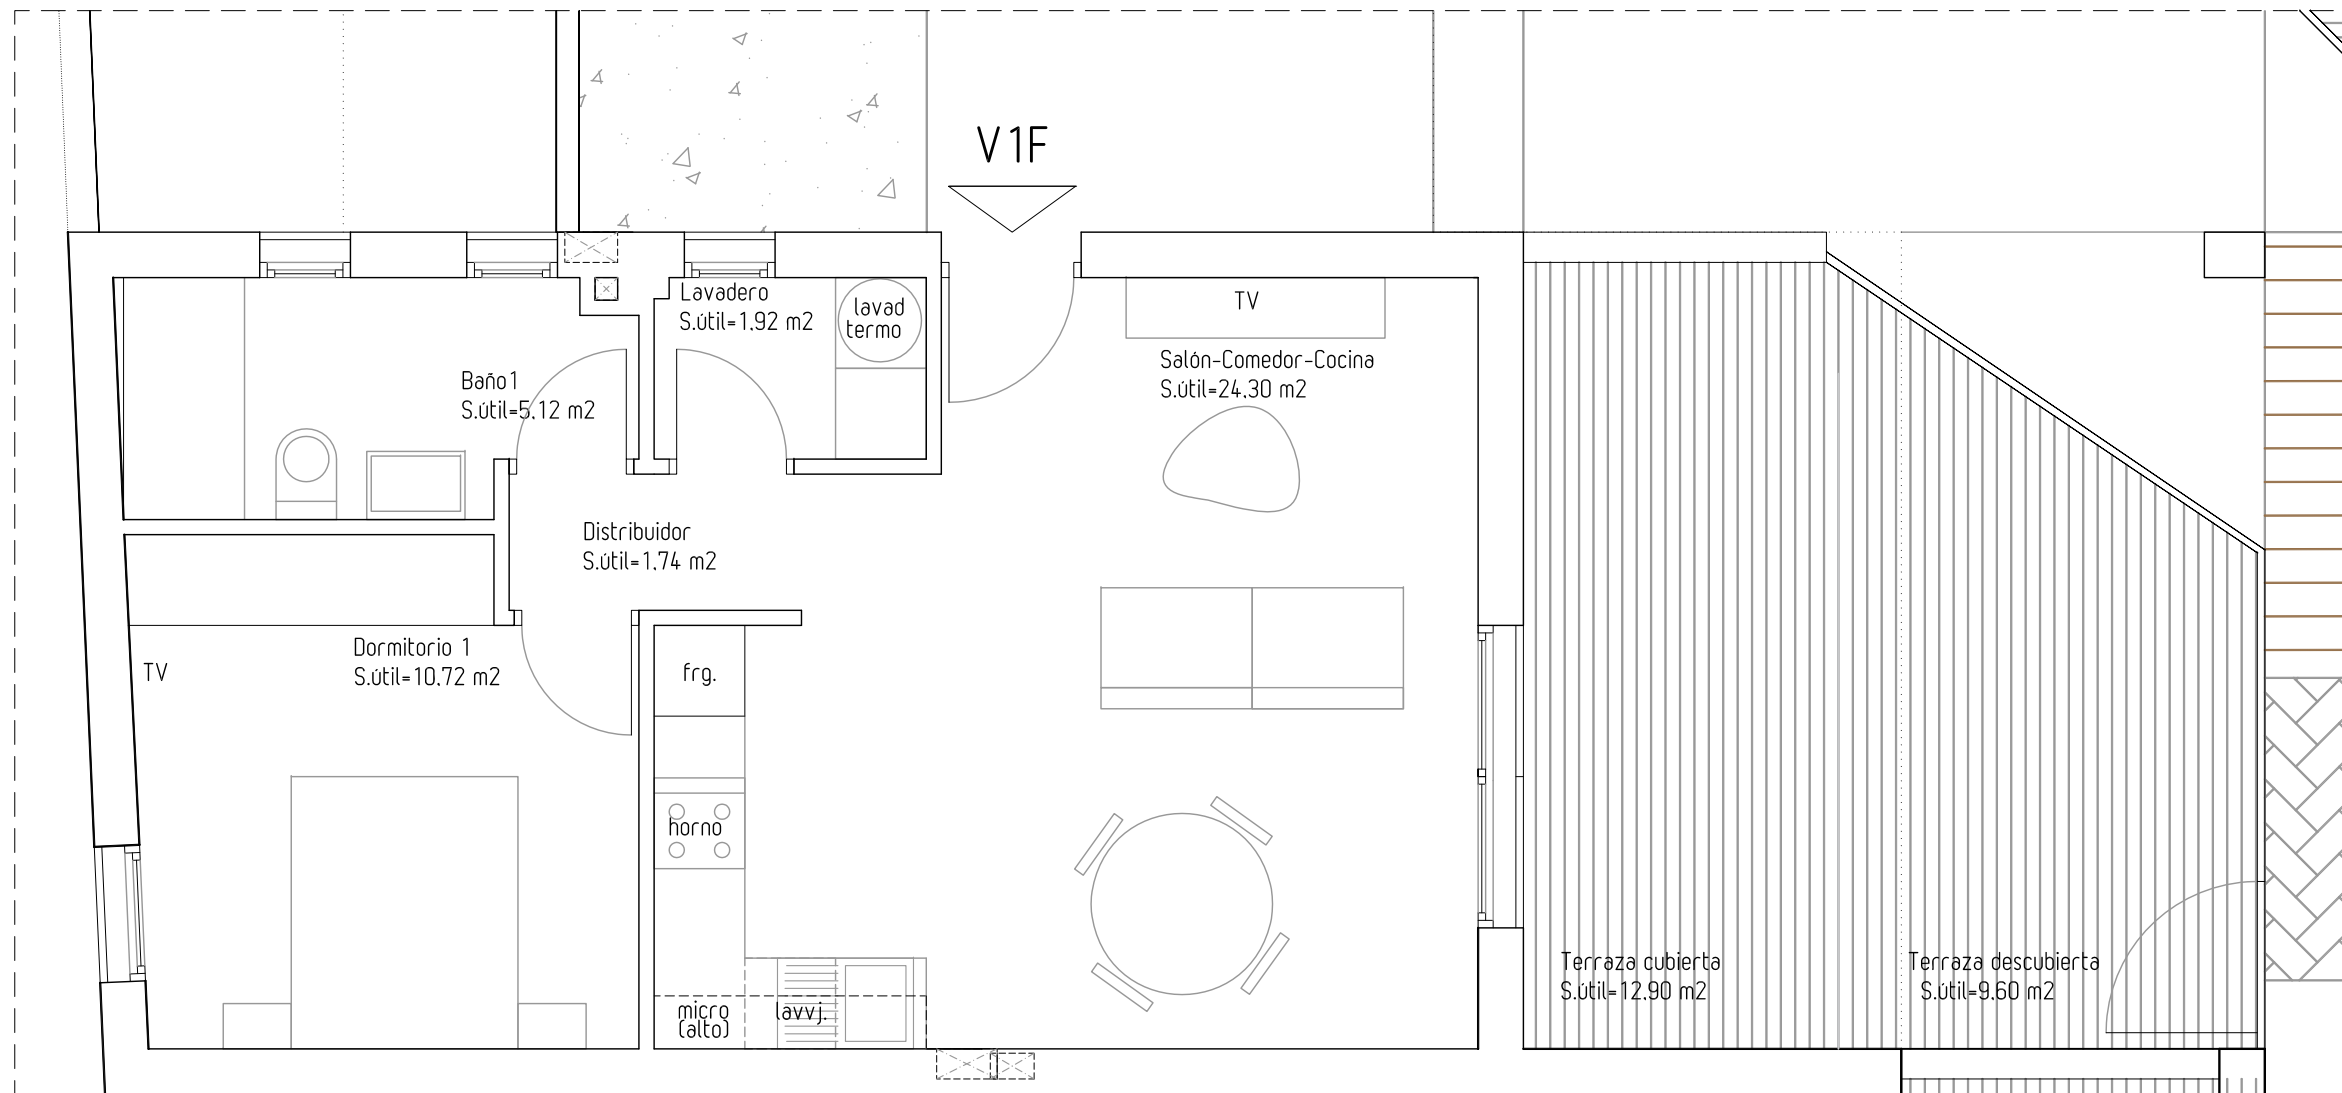 V1F
Lavadero
S.útil=1,92 m2
lavad
termo
TV
Salón-Comedor-Cocina
S.útil=24,30 m2
Baño1
S.útil=5,12 m2
Distribuidor
S.útil=1,74 m2
Dormitorio 1
S.útil=10,72 m2
TV
frg.
horno
micro
(alto)
lavvj.
Terraza cubierta
S.útil=12,90 m2
Terraza descubierta
S.útil=9,60 m2